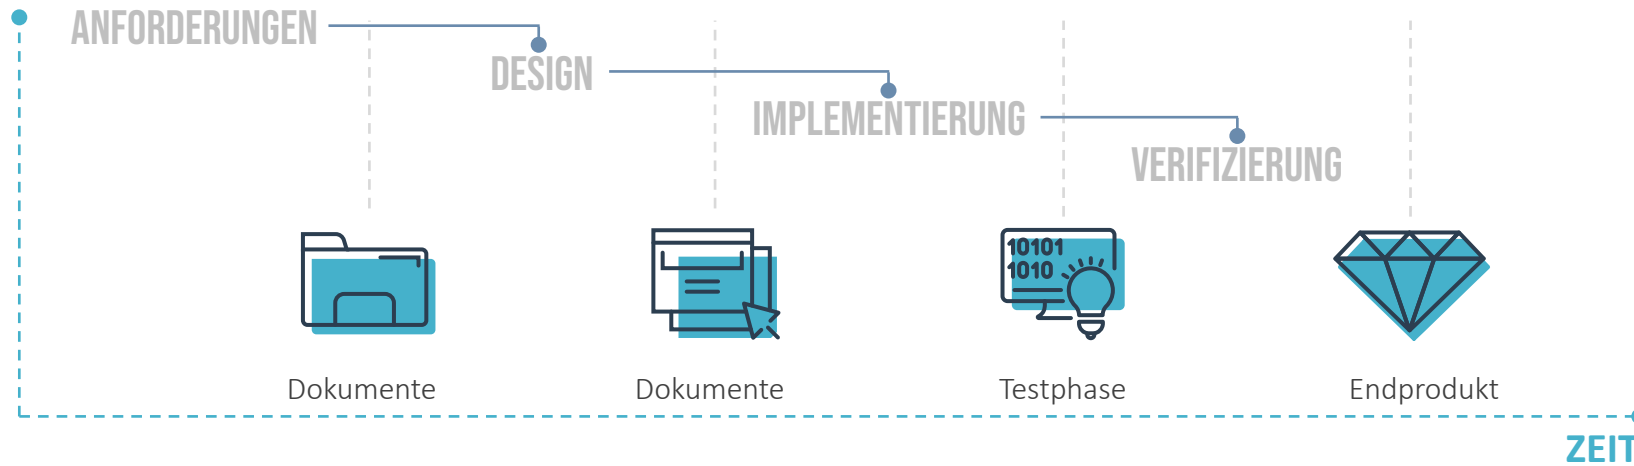 ANFORDERUNGEN
DESIGN
IMPLEMENTIERUNG
VERIFIZIERUNG
10101
1010
Dokumente
Dokumente
Testphase
Endprodukt
ZEIT